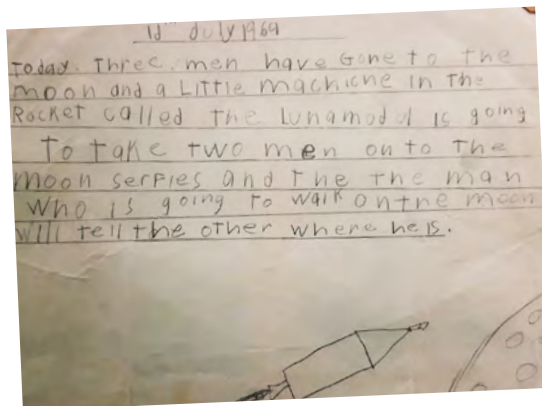 July 1969
Today Three men have Gone to the
moon and a Little machicne in The
Rocket called The Lunamodul is going
To take two men on to The
moon serfies and The the man
Who is going To walk on the moon
will tell the other where he is.